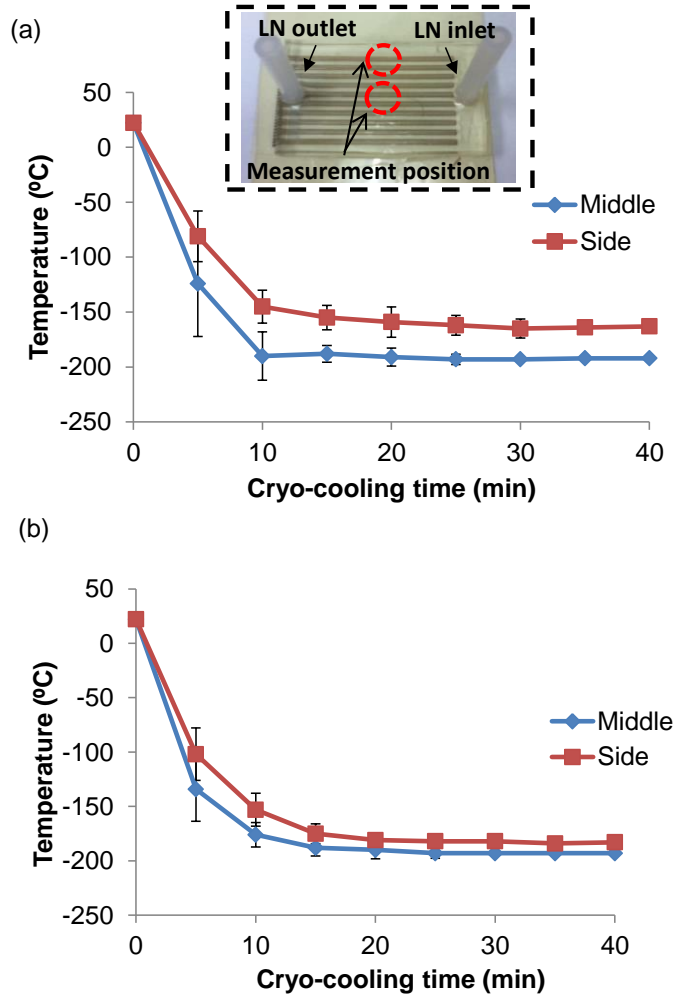 (a)
LN outlet
LN inlet
Measurement position
50
0
-50
-100
-150
-200
-250
Temperature (ºC)
Middle
Side
0 10 20 30 40
Cryo-cooling time (min)
(b)
50
0
-50
-100
-150
-200
-250
Temperature (ºC)
Middle
Side
0 10 20 30 40
Cryo-cooling time (min)